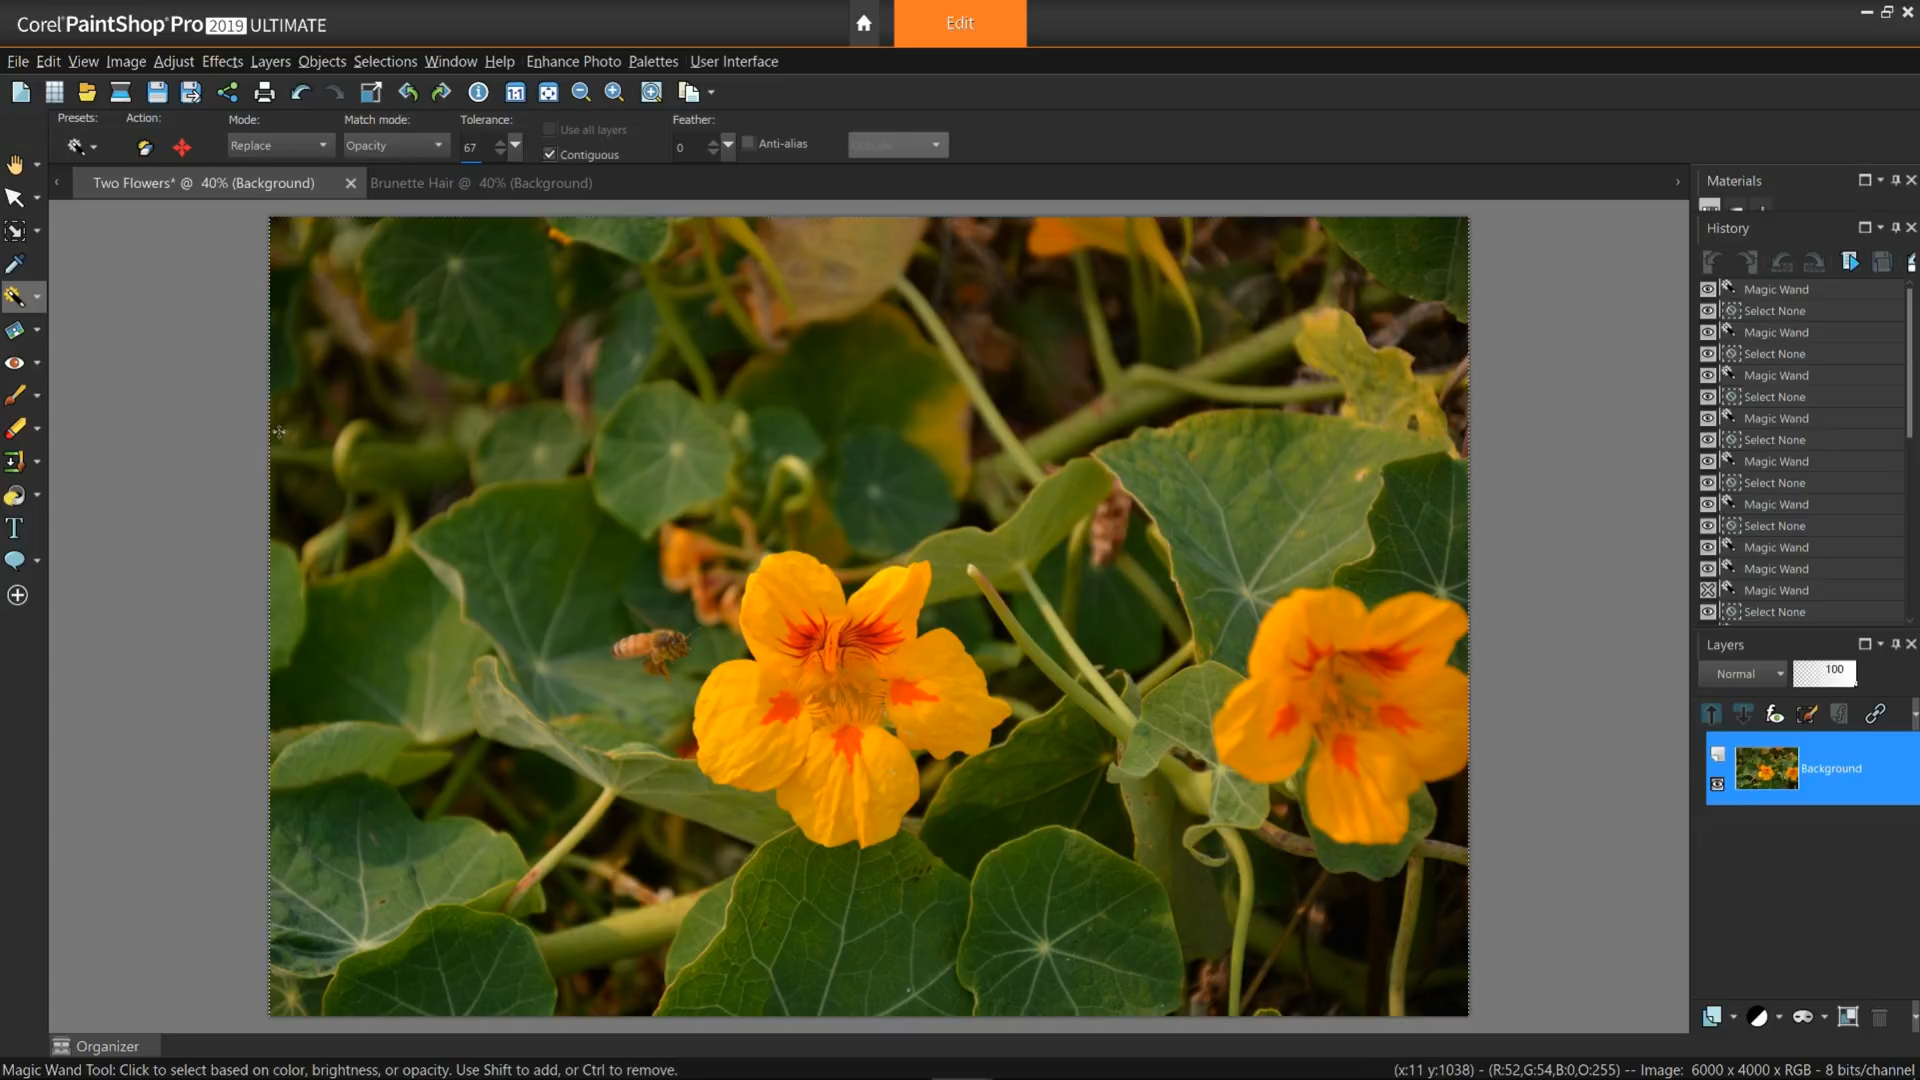 Corel PaintShop Pro 2019 ULTIMATE
Edit
File Edit View Image Adjust Effects Layers Objects Selections Window Help Enhance Photo Palettes User Interface
Presets: Action: Mode: Match mode: Tolerance: Use all layers Feather:
Replace Opacity 67 Contiguous 0 Anti-alias
Two Flowers* @ 40% (Background) Brunette Hair @ 40% (Background)
Materials
History
Magic Wand
Select None
Magic Wand
Select None
Magic Wand
Select None
Magic Wand
Select None
Magic Wand
Select None
Magic Wand
Select None
Magic Wand
Magic Wand
Magic Wand
Select None
Layers
Normal 100
Background
Organizer
Magic Wand Tool: Click to select based on color, brightness, or opacity. Use Shift to add, or Ctrl to remove.
(x:11 y:1038) - (R:52,G:54,B:0,O:255) -- Image: 6000 x 4000 x RGB - 8 bits/channel